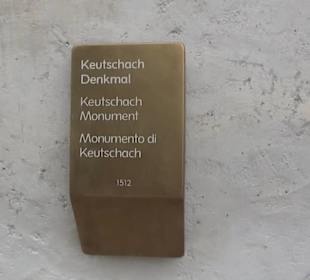 Keutschach
Denkmal
Keutschach
Monument
Monumento di
Keutschach
1512